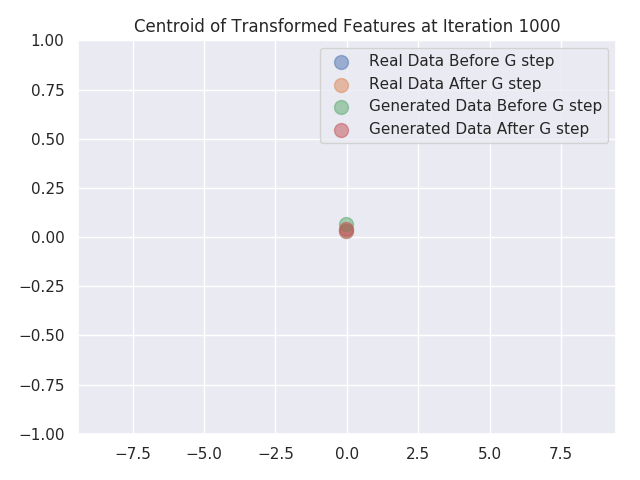 Centroid of Transformed Features at Iteration 1000
Real Data Before G step
Real Data After G step
Generated Data Before G step
Generated Data After G step
1.00
0.75
0.50
0.25
0.00
−0.25
−0.50
−0.75
−1.00
−7.5 −5.0 −2.5 0.0 2.5 5.0 7.5